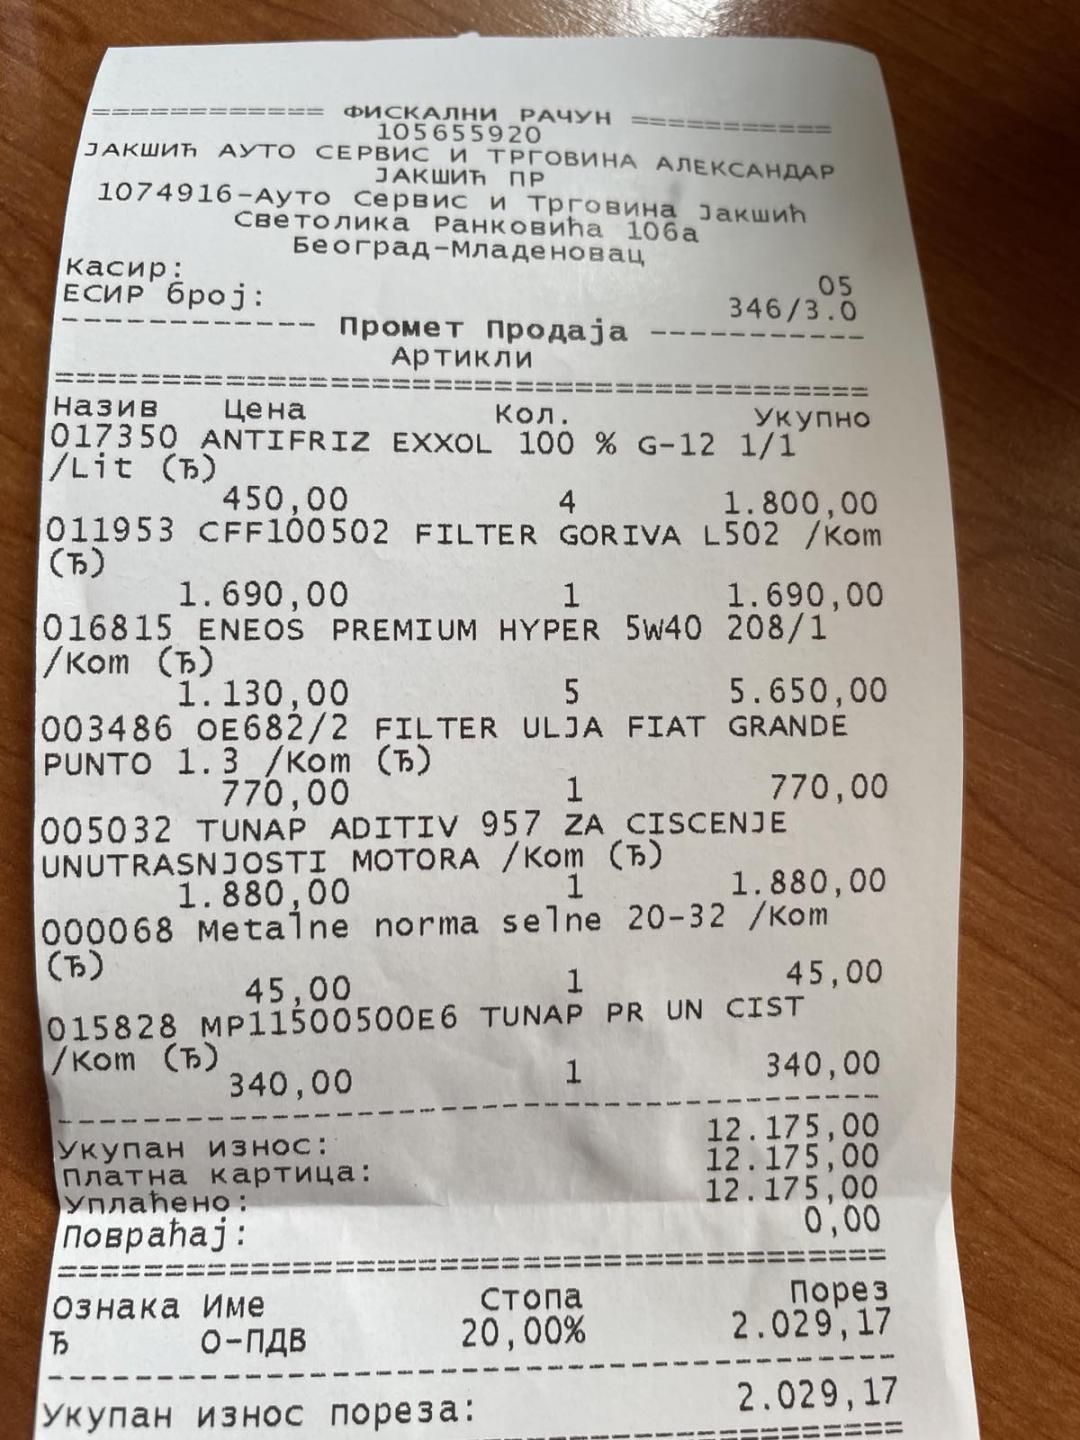 ============ ФИСКАЛНИ РАЧУН ===========
105655920
ЈАКШИЋ АУТО СЕРВИС И ТРГОВИНА АЛЕКСАНДАР
ЈАКШИЋ ПР
1074916-Ауто Сервис и Трговина Јакшић
Светолика Ранковића 106а
Београд-Младеновац
Касир: 05
ЕСИР број: 346/3.0
------------ Промет Продаја -----------
Артикли
=======================================
Назив Цена Кол. Укупно
017350 ANTIFRIZ EXXOL 100 % G-12 1/1
/Lit (Ђ)
450,00 4 1.800,00
011953 CFF100502 FILTER GORIVA L502 /Kom
(Ђ)
1.690,00 1 1.690,00
016815 ENEOS PREMIUM HYPER 5W40 208/1
/Kom (Ђ)
1.130,00 5 5.650,00
003486 OE682/2 FILTER ULJA FIAT GRANDE
PUNTO 1.3 /Kom (Ђ)
770,00 1 770,00
005032 TUNAP ADITIV 957 ZA CISCENJE
UNUTRASNJOSTI MOTORA /Kom (Ђ)
1.880,00 1 1.880,00
000068 Metalne norma selne 20-32 /Kom
(Ђ)
45,00 1 45,00
015828 MP11500500E6 TUNAP PR UN CIST
/Kom (Ђ)
340,00 1 340,00
---------------------------------------
Укупан износ: 12.175,00
Платна картица: 12.175,00
Уплаћено: 12.175,00
Повраћај: 0,00
=======================================
Ознака Име Стопа Порез
Ђ О-ПДВ 20,00% 2.029,17
---------------------------------------
Укупан износ пореза: 2.029,17
=======================================